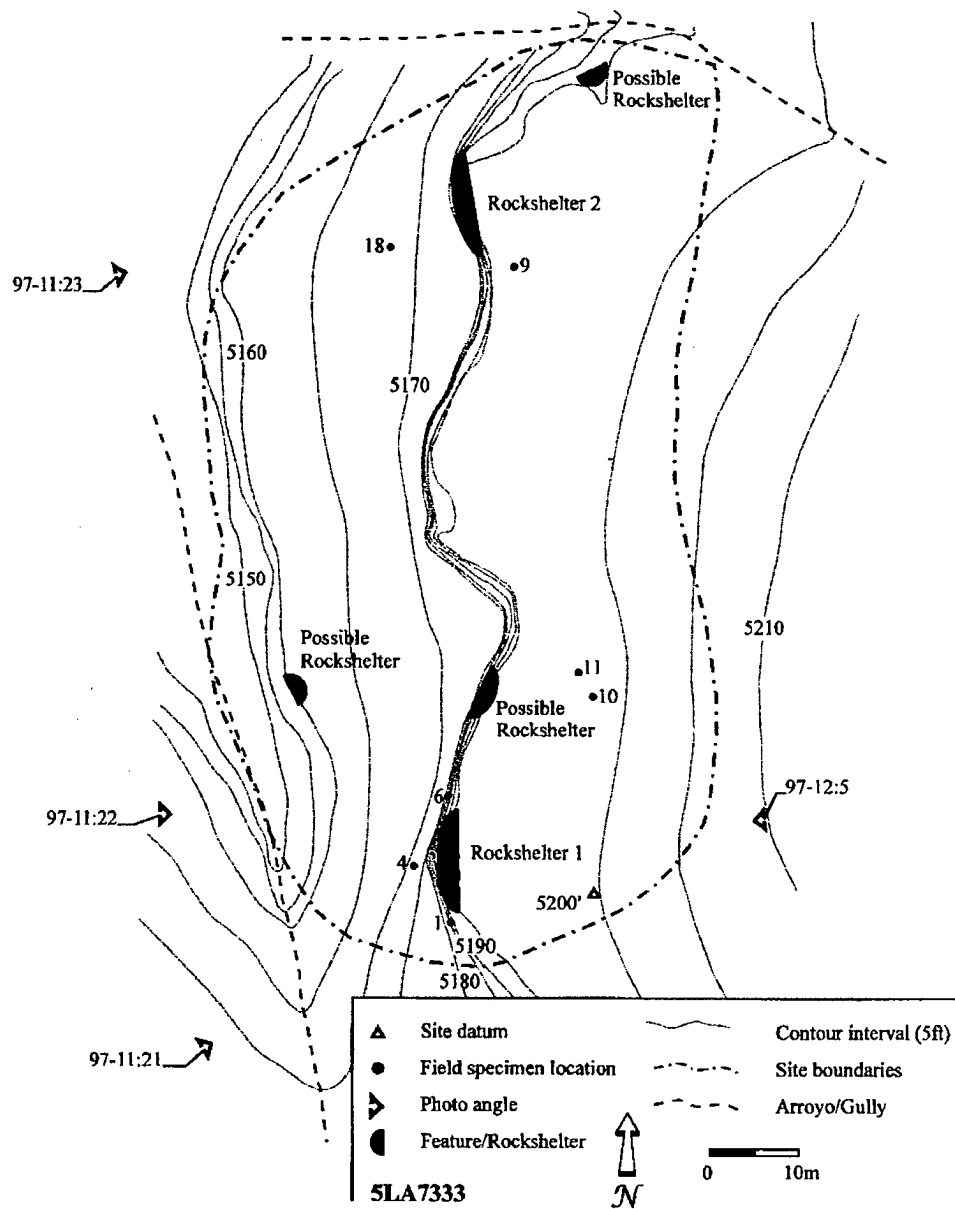 Possible
Rockshelter
Rockshelter 2
18
9
97-11:23
5160
5170
5150
Possible
Rockshelter
5210
11
10
Possible
Rockshelter
6
97-12:5
97-11:22
4
Rockshelter 1
5200'
1
5190
5180
97-11:21
Site datum
Field specimen location
Photo angle
Feature/Rockshelter
Contour interval (5ft)
Site boundaries
Arroyo/Gully
N
0 10m
5LA7333